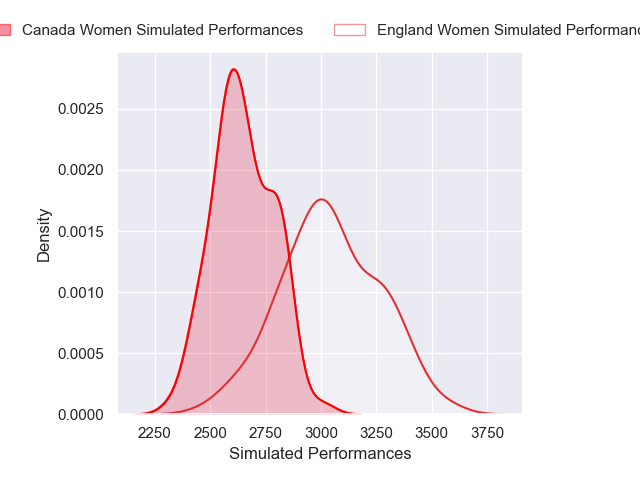 Canada Women Simulated Performances England Women Simulated
0.0025
0.0020
0.0015
0.0010
0.0005
0.0000
Density
2250 2500 2750 3000 3250 3500 3750
Simulated Performances